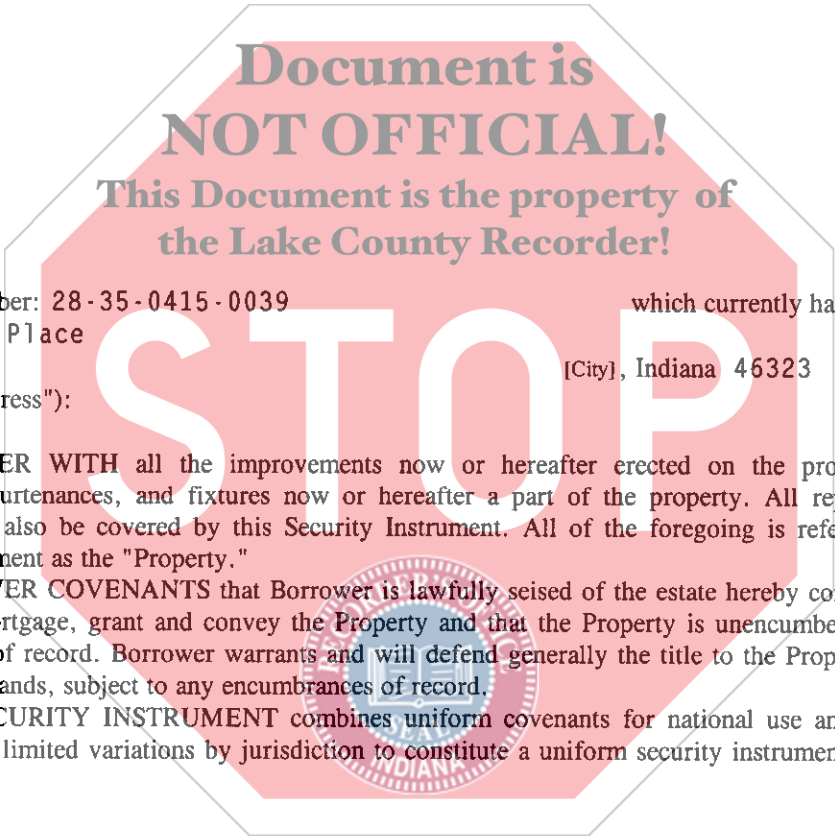 Document is
NOT OFFICIAL!
This Document is the property of
the Lake County Recorder!
ber: 28-35-0415-0039 which currently ha
Place
[City], Indiana 46323
ress"):
STOP
ER WITH all the improvements now or hereafter erected on the pro
urtenances, and fixtures now or hereafter a part of the property. All re
also be covered by this Security Instrument. All of the foregoing is refe
ment as the "Property."
ER COVENANTS that Borrower is lawfully seised of the estate hereby co
rtgage, grant and convey the Property and that the Property is unencumbe
of record. Borrower warrants and will defend generally the title to the Prop
ands, subject to any encumbrances of record.
CURITY INSTRUMENT combines uniform covenants for national use an
limited variations by jurisdiction to constitute a uniform security instrumen
RECORDER'S OFFICE
SEAL
INDIANA